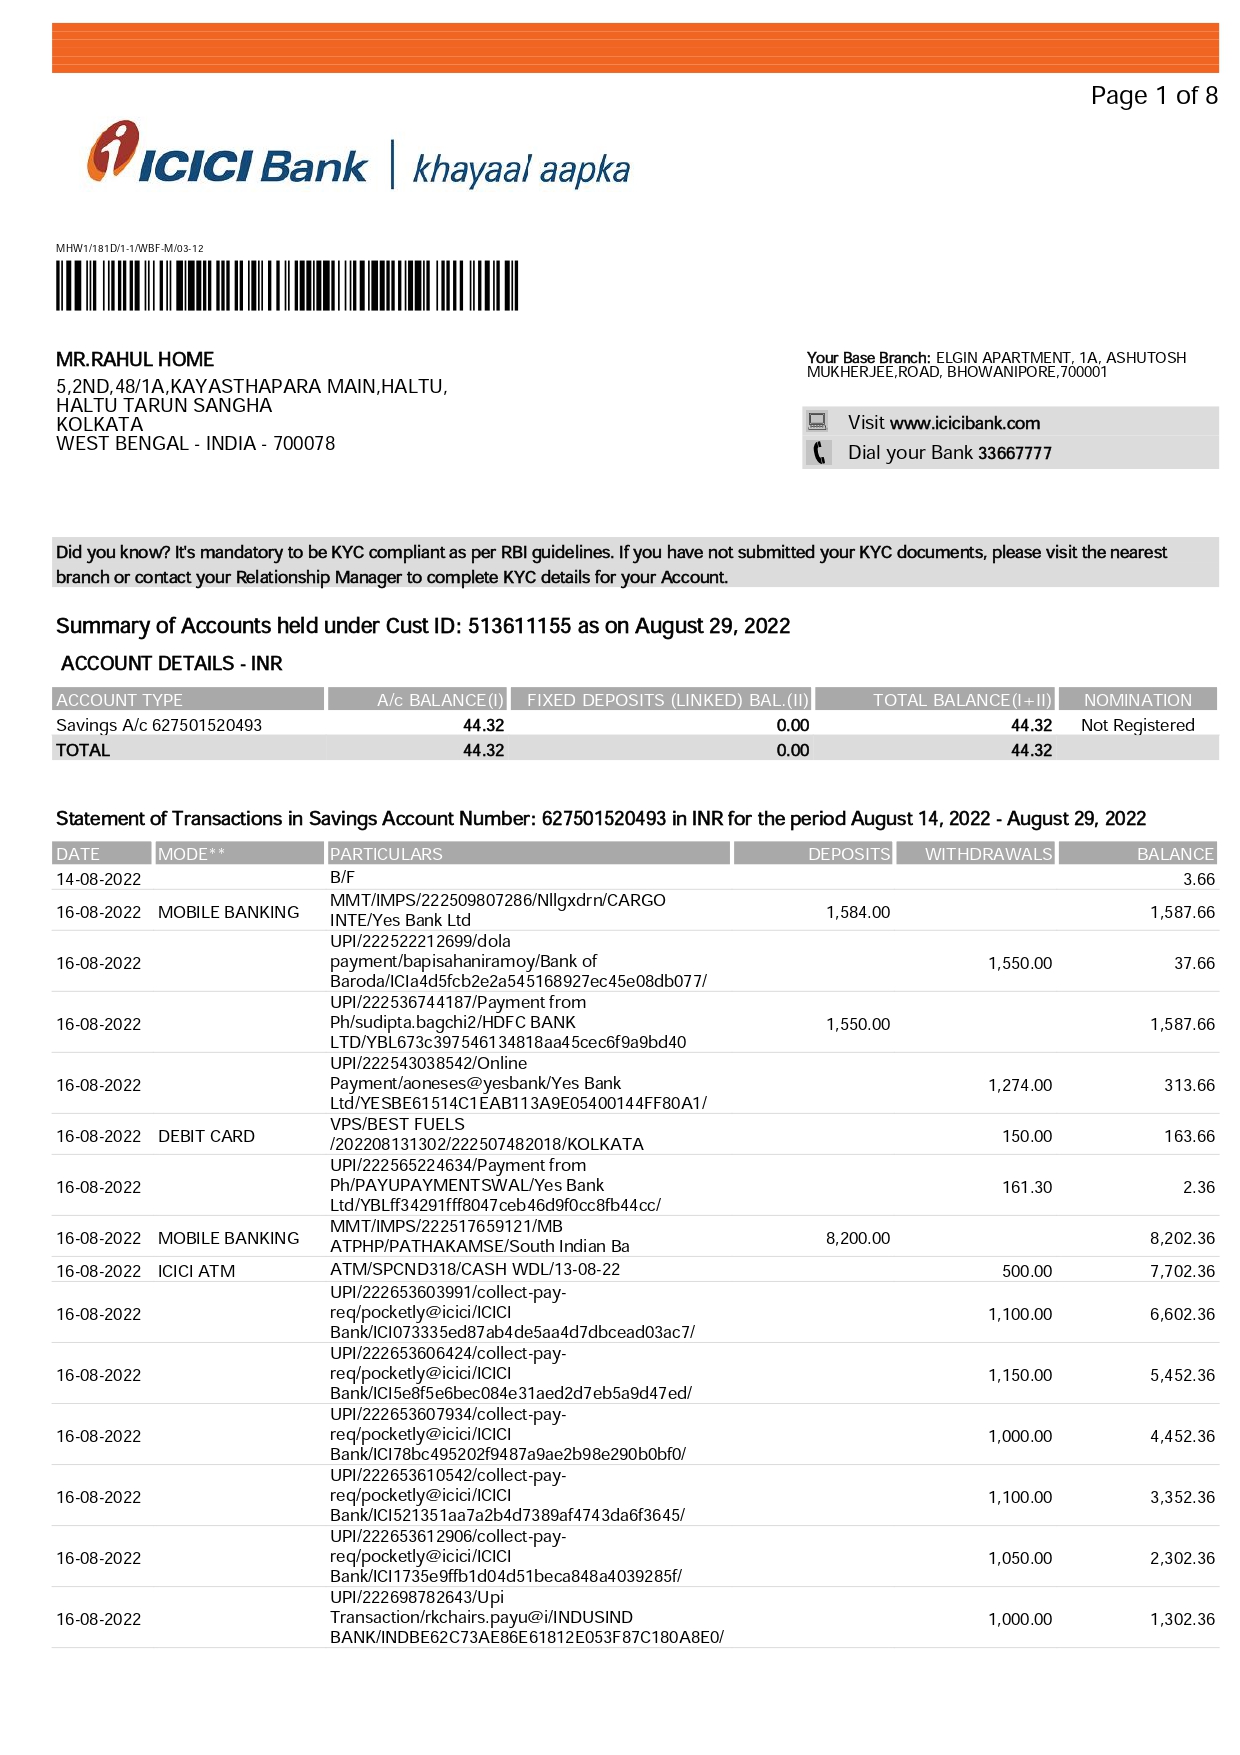 Page 1 of 8
i ICICI Bank | khayaal aapka
MHW1/181D/1-1/WBF-M/03-12
MR.RAHUL HOME
5,2ND,48/1A,KAYASTHAPARA MAIN,HALTU,
HALTU TARUN SANGHA
KOLKATA
WEST BENGAL - INDIA - 700078
Your Base Branch: ELGIN APARTMENT, 1A, ASHUTOSH
MUKHERJEE,ROAD, BHOWANIPORE,700001
Visit www.icicibank.com
Dial your Bank 33667777
Did you know? It's mandatory to be KYC compliant as per RBI guidelines. If you have not submitted your KYC documents, please visit the nearest
branch or contact your Relationship Manager to complete KYC details for your Account.
Summary of Accounts held under Cust ID: 513611155 as on August 29, 2022
ACCOUNT DETAILS - INR
ACCOUNT TYPE A/c BALANCE(I) FIXED DEPOSITS (LINKED) BAL.(II) TOTAL BALANCE(I+II) NOMINATION
Savings A/c 627501520493 44.32 0.00 44.32 Not Registered
TOTAL 44.32 0.00 44.32
Statement of Transactions in Savings Account Number: 627501520493 in INR for the period August 14, 2022 - August 29, 2022
DATE MODE** PARTICULARS DEPOSITS WITHDRAWALS BALANCE
14-08-2022 B/F 3.66
MMT/IMPS/222509807286/Nllgxdrn/CARGO
16-08-2022 MOBILE BANKING 1,584.00 1,587.66
INTE/Yes Bank Ltd
UPI/222522212699/dola
16-08-2022 payment/bapisahaniramoy/Bank of 1,550.00 37.66
Baroda/ICIa4d5fcb2e2a545168927ec45e08db077/
UPI/222536744187/Payment from
16-08-2022 Ph/sudipta.bagchi2/HDFC BANK 1,550.00 1,587.66
LTD/YBL673c397546134818aa45cec6f9a9bd40
UPI/222543038542/Online
16-08-2022 Payment/aoneses@yesbank/Yes Bank 1,274.00 313.66
Ltd/YESBE61514C1EAB113A9E05400144FF80A1/
VPS/BEST FUELS
16-08-2022 DEBIT CARD 150.00 163.66
/202208131302/222507482018/KOLKATA
UPI/222565224634/Payment from
16-08-2022 Ph/PAYUPAYMENTSWAL/Yes Bank 161.30 2.36
Ltd/YBLff34291fff8047ceb46d9f0cc8fb44cc/
MMT/IMPS/222517659121/MB
16-08-2022 MOBILE BANKING 8,200.00 8,202.36
ATPHP/PATHAKAMSE/South Indian Ba
16-08-2022 ICICI ATM ATM/SPCND318/CASH WDL/13-08-22 500.00 7,702.36
UPI/222653603991/collect-pay-
16-08-2022 req/pocketly@icici/ICICI 1,100.00 6,602.36
Bank/ICI073335ed87ab4de5aa4d7dbcead03ac7/
UPI/222653606424/collect-pay-
16-08-2022 req/pocketly@icici/ICICI 1,150.00 5,452.36
Bank/ICI5e8f5e6bec084e31aed2d7eb5a9d47ed/
UPI/222653607934/collect-pay-
16-08-2022 req/pocketly@icici/ICICI 1,000.00 4,452.36
Bank/ICI78bc495202f9487a9ae2b98e290b0bf0/
UPI/222653610542/collect-pay-
16-08-2022 req/pocketly@icici/ICICI 1,100.00 3,352.36
Bank/ICI521351aa7a2b4d7389af4743da6f3645/
UPI/222653612906/collect-pay-
16-08-2022 req/pocketly@icici/ICICI 1,050.00 2,302.36
Bank/ICI1735e9ffb1d04d51beca848a4039285f/
UPI/222698782643/Upi
16-08-2022 Transaction/rkchairs.payu@i/INDUSIND 1,000.00 1,302.36
BANK/INDBE62C73AE86E61812E053F87C180A8E0/